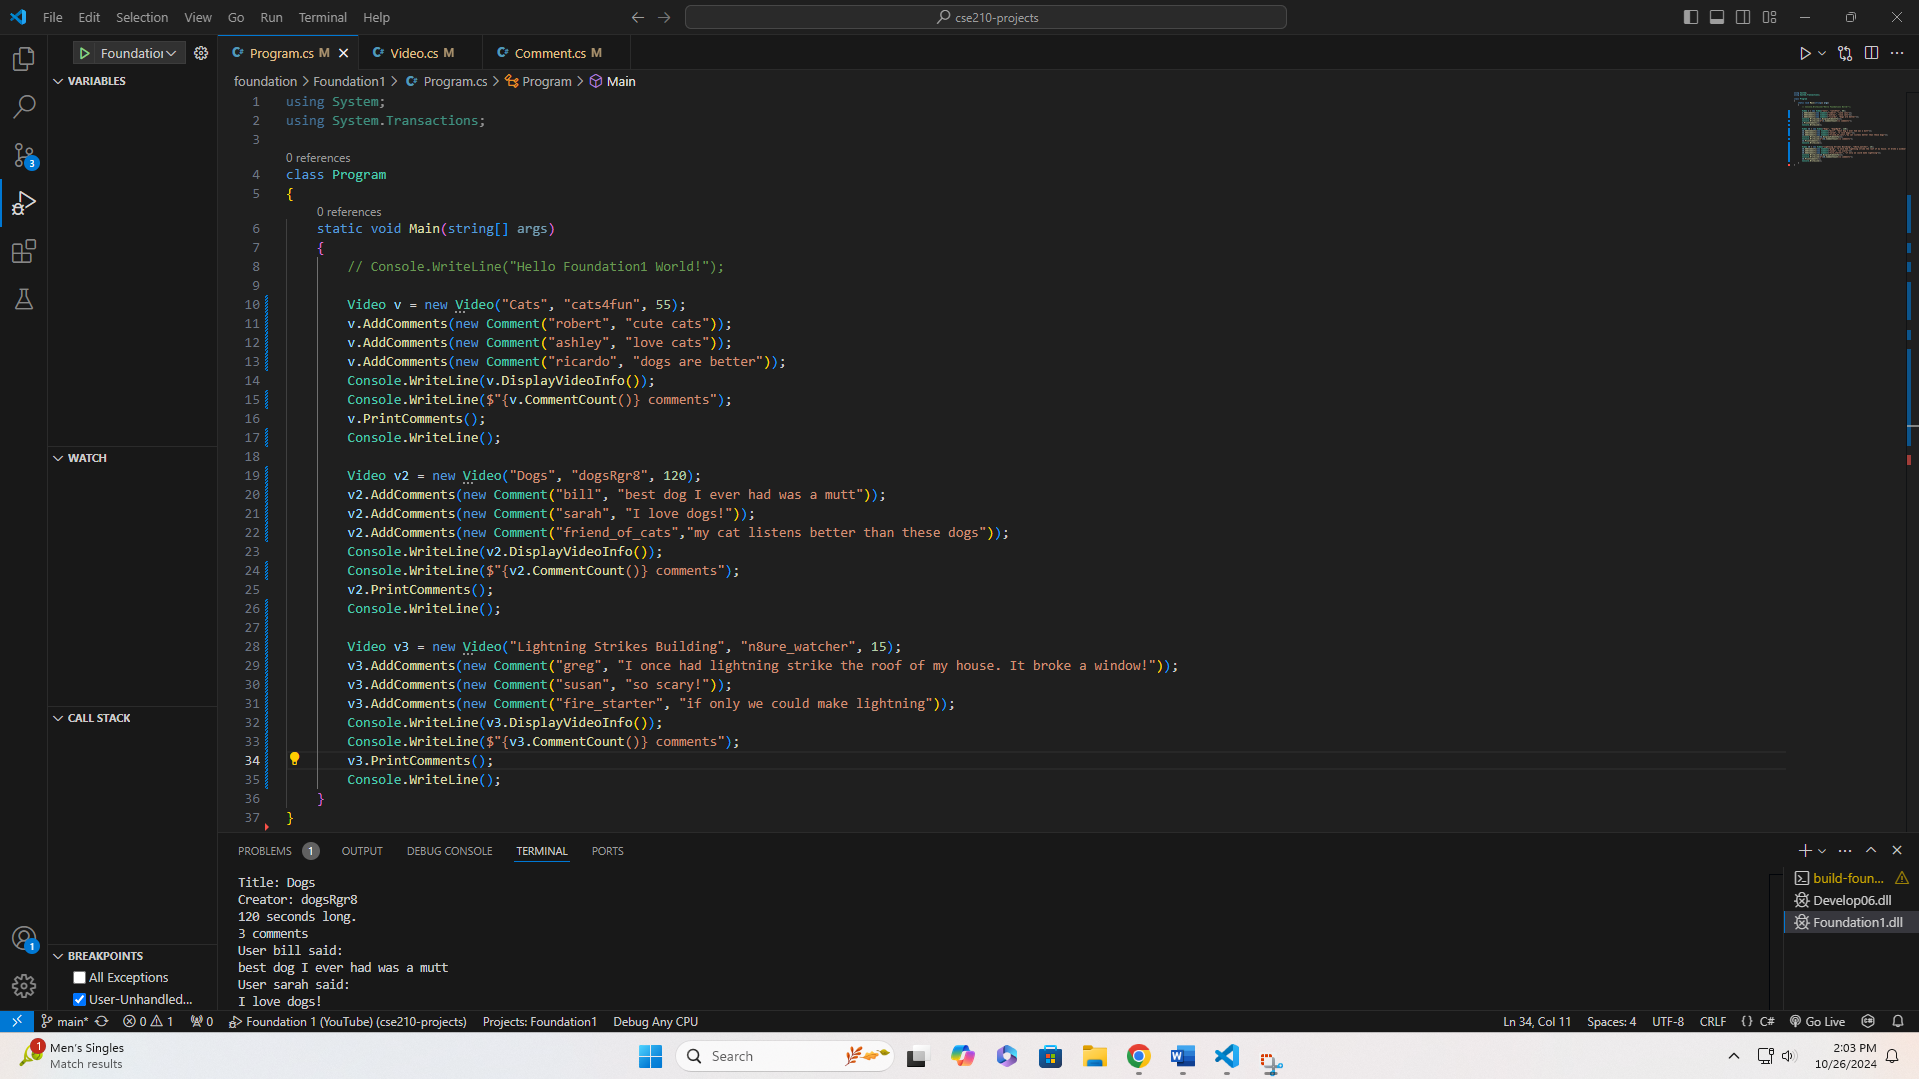 File Edit Selection View Go Run Terminal Help
cse210-projects
Foundation
Program.cs M
Video.cs M
Comment.cs M
VARIABLES
foundation > Foundation1 > Program.cs > Program > Main
1 using System;
2 using System.Transactions;
3
0 references
4 class Program
5 {
0 references
6 static void Main(string[] args)
7 {
8 // Console.WriteLine("Hello Foundation1 World!");
9
10 Video v = new Video("Cats", "cats4fun", 55);
11 v.AddComments(new Comment("robert", "cute cats"));
12 v.AddComments(new Comment("ashley", "love cats"));
13 v.AddComments(new Comment("ricardo", "dogs are better"));
14 Console.WriteLine(v.DisplayVideoInfo());
15 Console.WriteLine($"{v.CommentCount()} comments");
16 v.PrintComments();
17 Console.WriteLine();
18
19 Video v2 = new Video("Dogs", "dogsRgr8", 120);
20 v2.AddComments(new Comment("bill", "best dog I ever had was a mutt"));
21 v2.AddComments(new Comment("sarah", "I love dogs!"));
22 v2.AddComments(new Comment("friend_of_cats","my cat listens better than these dogs"));
23 Console.WriteLine(v2.DisplayVideoInfo());
24 Console.WriteLine($"{v2.CommentCount()} comments");
25 v2.PrintComments();
26 Console.WriteLine();
27
28 Video v3 = new Video("Lightning Strikes Building", "n8ure_watcher", 15);
29 v3.AddComments(new Comment("greg", "I once had lightning strike the roof of my house. It broke a window!"));
30 v3.AddComments(new Comment("susan", "so scary!"));
31 v3.AddComments(new Comment("fire_starter", "if only we could make lightning"));
32 Console.WriteLine(v3.DisplayVideoInfo());
33 Console.WriteLine($"{v3.CommentCount()} comments");
34 v3.PrintComments();
35 Console.WriteLine();
36 }
37 }
3
WATCH
CALL STACK
BREAKPOINTS
All Exceptions
User-Unhandled...
1
PROBLEMS 1 OUTPUT DEBUG CONSOLE TERMINAL PORTS
Title: Dogs
Creator: dogsRgr8
120 seconds long.
3 comments
User bill said:
best dog I ever had was a mutt
User sarah said:
I love dogs!
build-foun...
Develop06.dll
Foundation1.dll
main* 0 1 0 Foundation 1 (YouTube) (cse210-projects) Projects: Foundation1 Debug Any CPU
Ln 34, Col 11 Spaces: 4 UTF-8 CRLF {} C# Go Live
1
Men's Singles
Match results
Search
2:03 PM
10/26/2024